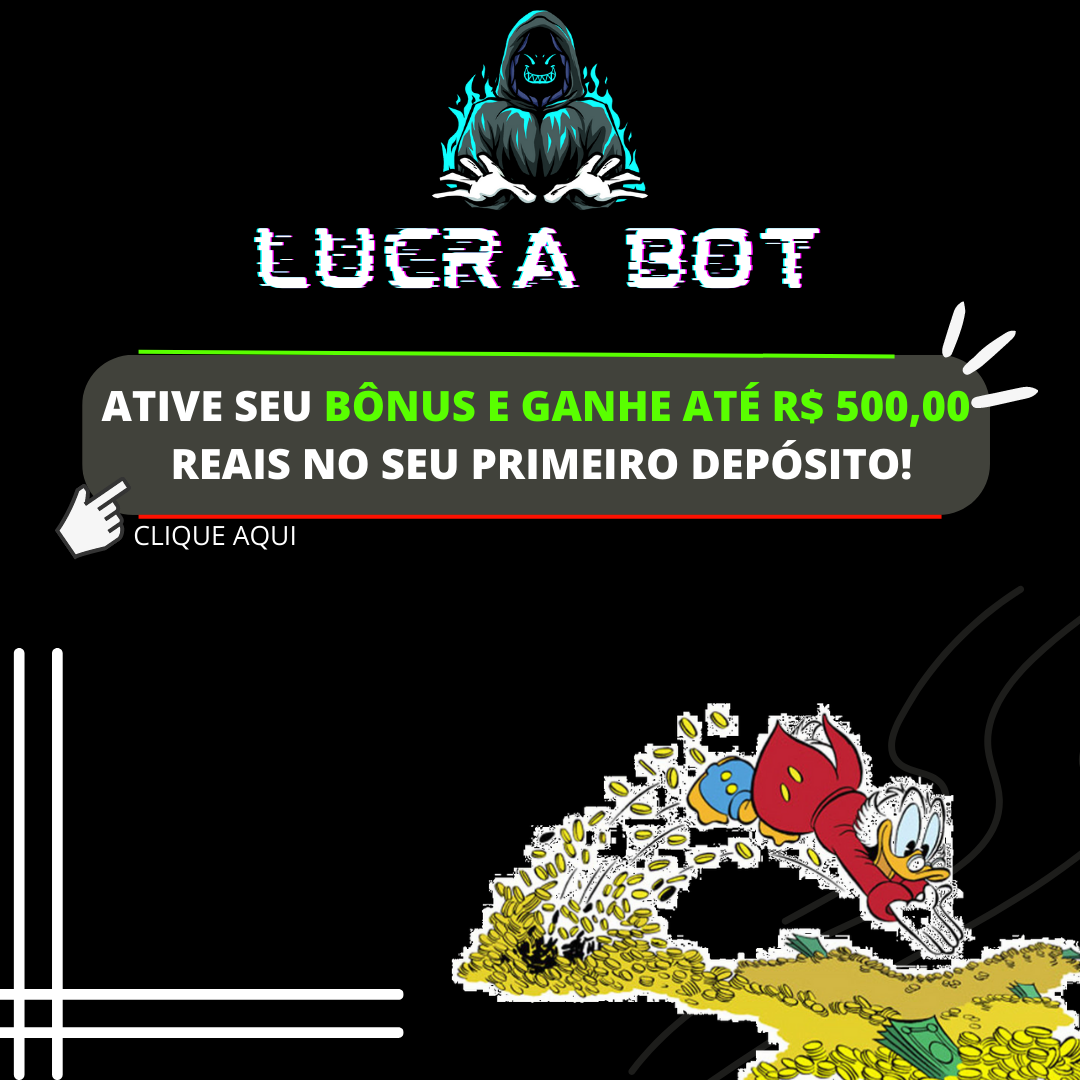 LUCRA BOT
ATIVE SEU BÔNUS E GANHE ATÉ R$ 500,00
REAIS NO SEU PRIMEIRO DEPÓSITO!
CLIQUE AQUI